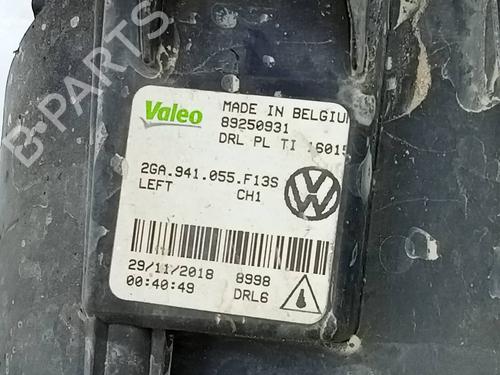 B-PARTS
Valeo
MADE IN BELGIUM
89250931
DRL PL TI 16015
2GA.941.055.F13S
LEFT CH1
29/11/2018 8998
00:40:49 DRL6